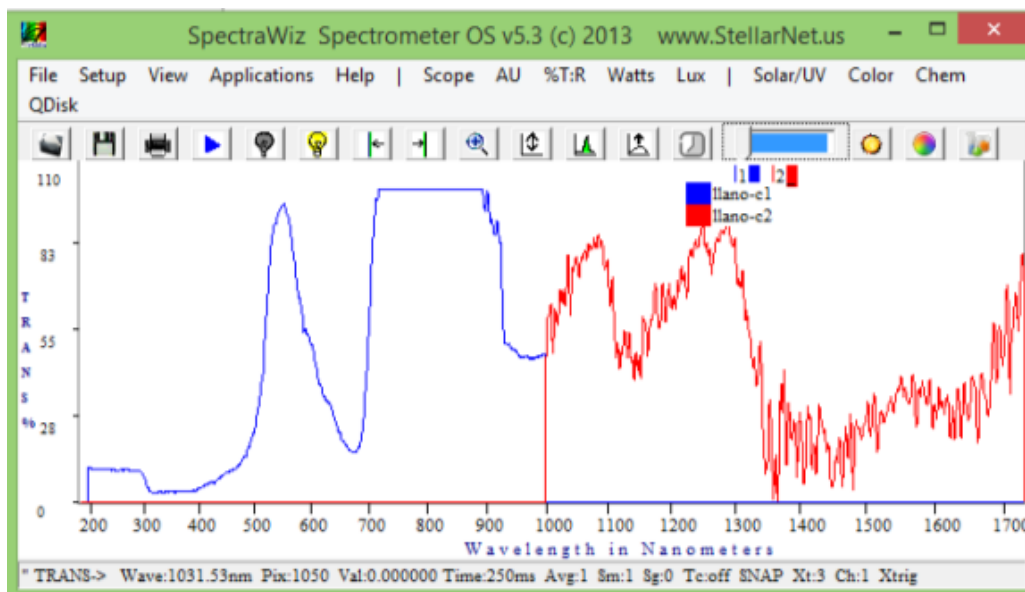 SpectraWiz Spectrometer OS v5.3 (c) 2013 www.StellarNet.us
File Setup View Applications Help | Scope AU %T:R Watts Lux | Solar/UV Color Chem
QDisk
1 2
llano-c1
llano-c2
110
83
55
28
0
TRANS%
200 300 400 500 600 700 800 900 1000 1100 1200 1300 1400 1500 1600 1700
Wavelength in Nanometers
" TRANS-> Wave:1031.53nm Pix:1050 Val:0.000000 Time:250ms Avg:1 Sm:1 Sg:0 Tc:off SNAP Xt:3 Ch:1 Xtrig